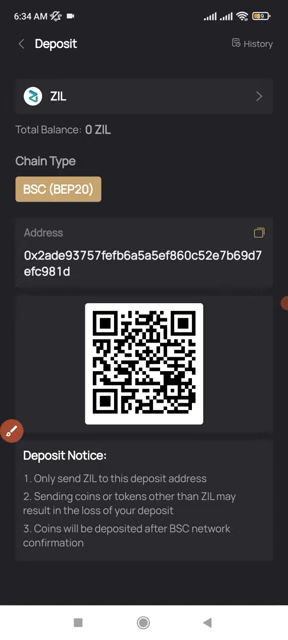 6:34 AM
9
Deposit
History
ZIL
Total Balance: 0 ZIL
Chain Type
BSC (BEP20)
Address
0x2ade93757fefb6a5a5ef860c52e7b69d7
efc981d
Deposit Notice:
1. Only send ZIL to this deposit address
2. Sending coins or tokens other than ZIL may
result in the loss of your deposit
3. Coins will be deposited after BSC network
confirmation